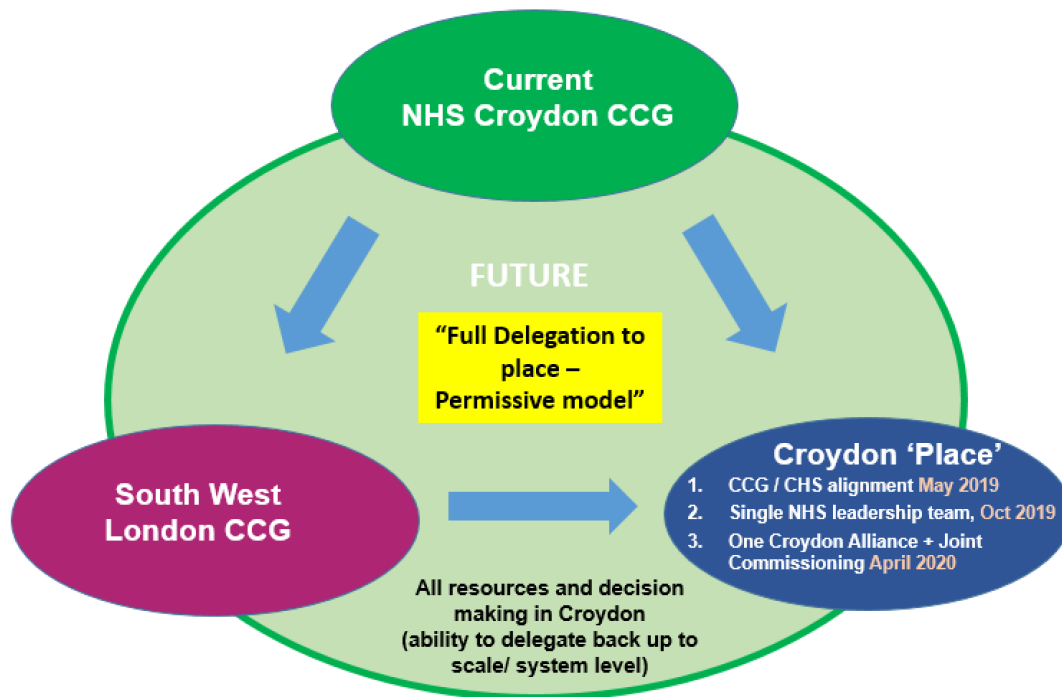 Current
NHS Croydon CCG
FUTURE
“Full Delegation to
place –
Permissive model”
South West
London CCG
Croydon ‘Place’
1. CCG / CHS alignment May 2019
2. Single NHS leadership team, Oct 2019
3. One Croydon Alliance + Joint
Commissioning April 2020
All resources and decision
making in Croydon
(ability to delegate back up to
scale/ system level)